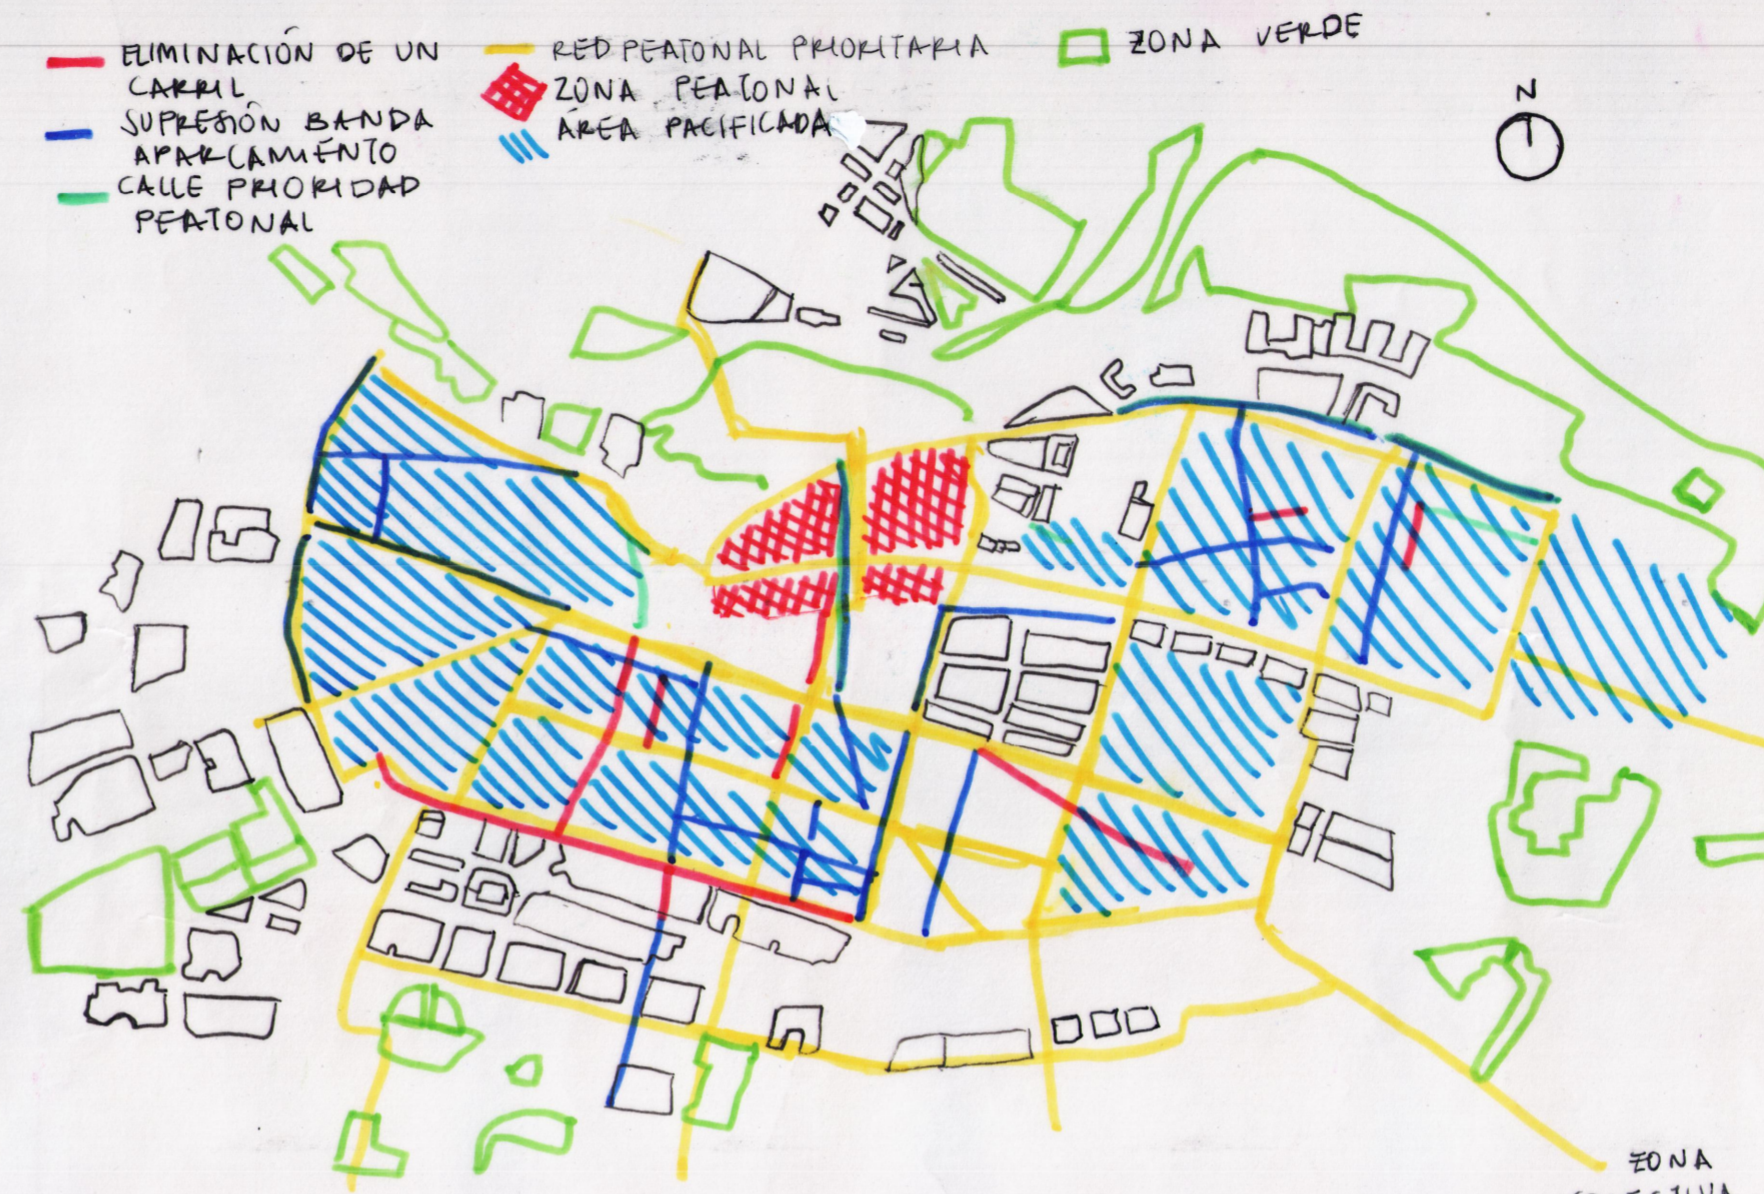 ELIMINACIÓN DE UN
CARRIL
SUPRESIÓN BANDA
APARCAMIENTO
CALLE PRIORIDAD
PEATONAL
RED PEATONAL PRIORITARIA
ZONA PEATONAL
ÁREA PACIFICADA
ZONA VERDE
N
ZONA